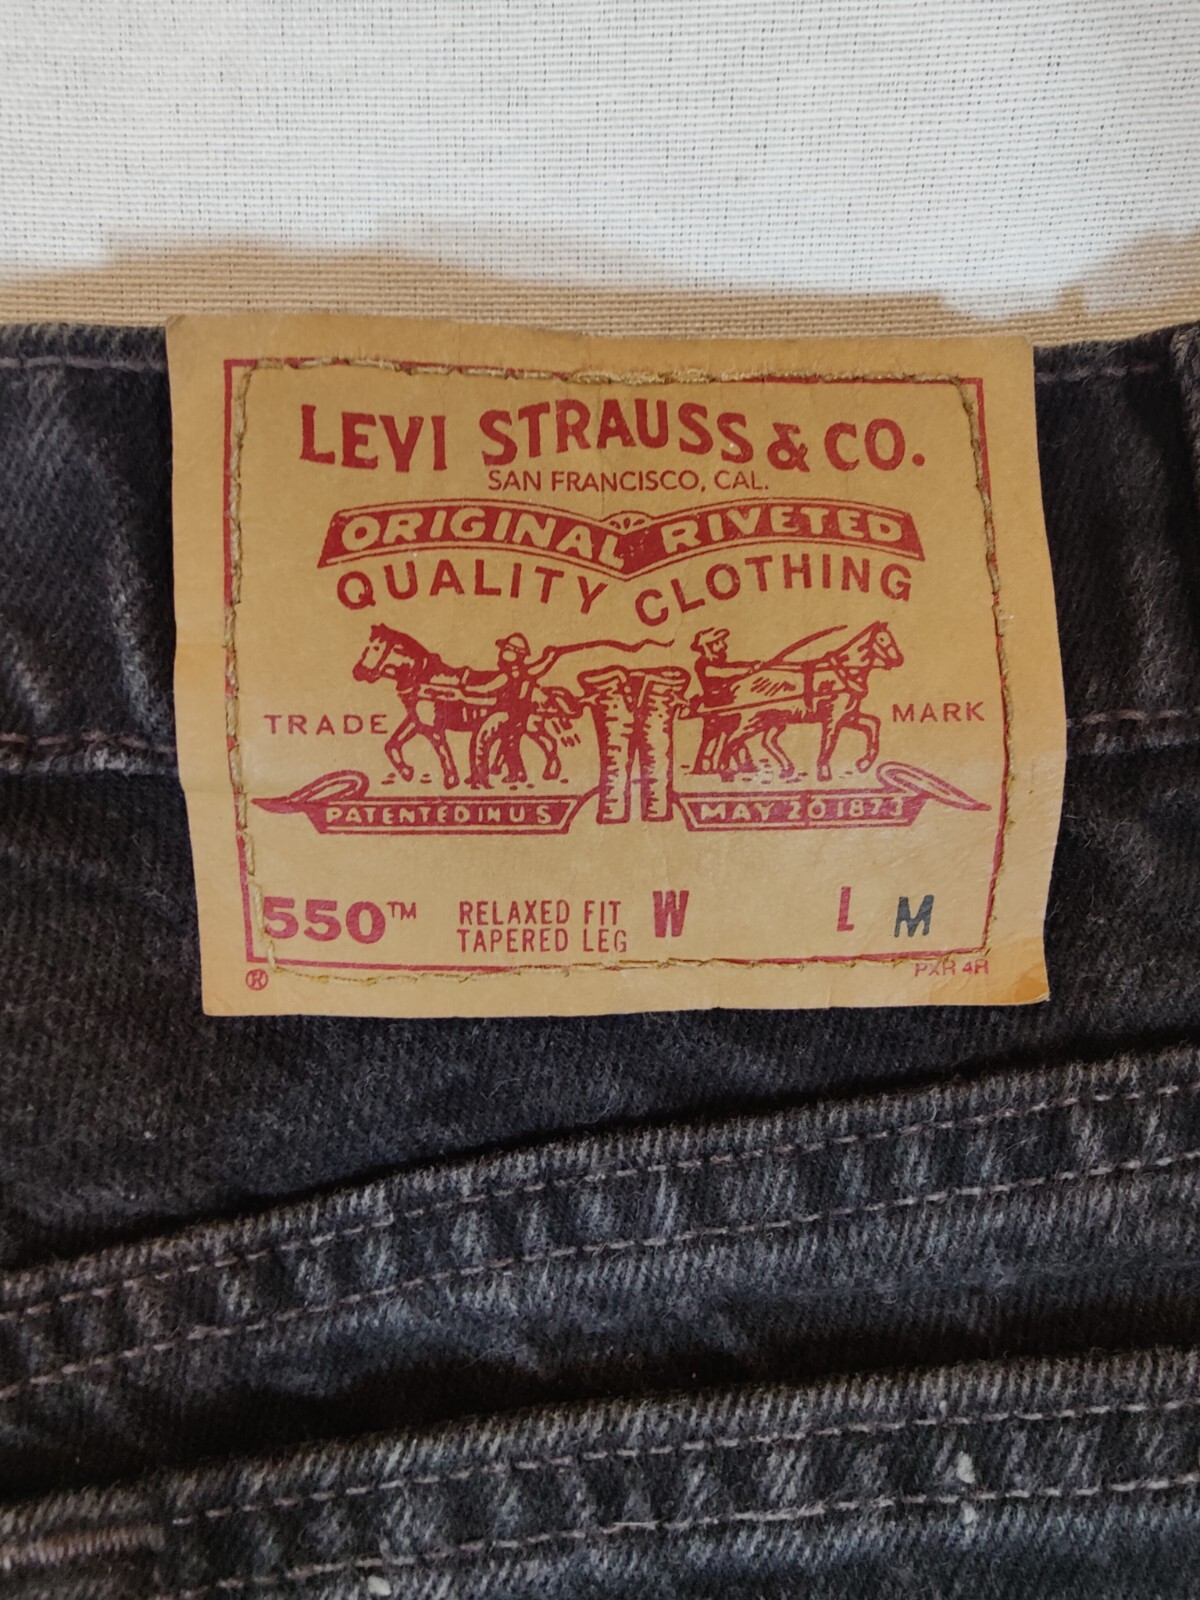 LEVI STRAUSS & CO.
SAN FRANCISCO, CAL.
ORIGINAL RIVETED
QUALITY CLOTHING
TRADE MARK
PATENTED IN U S MAY 20 1873
550™ RELAXED FIT W L M
TAPERED LEG
® PXR 4R